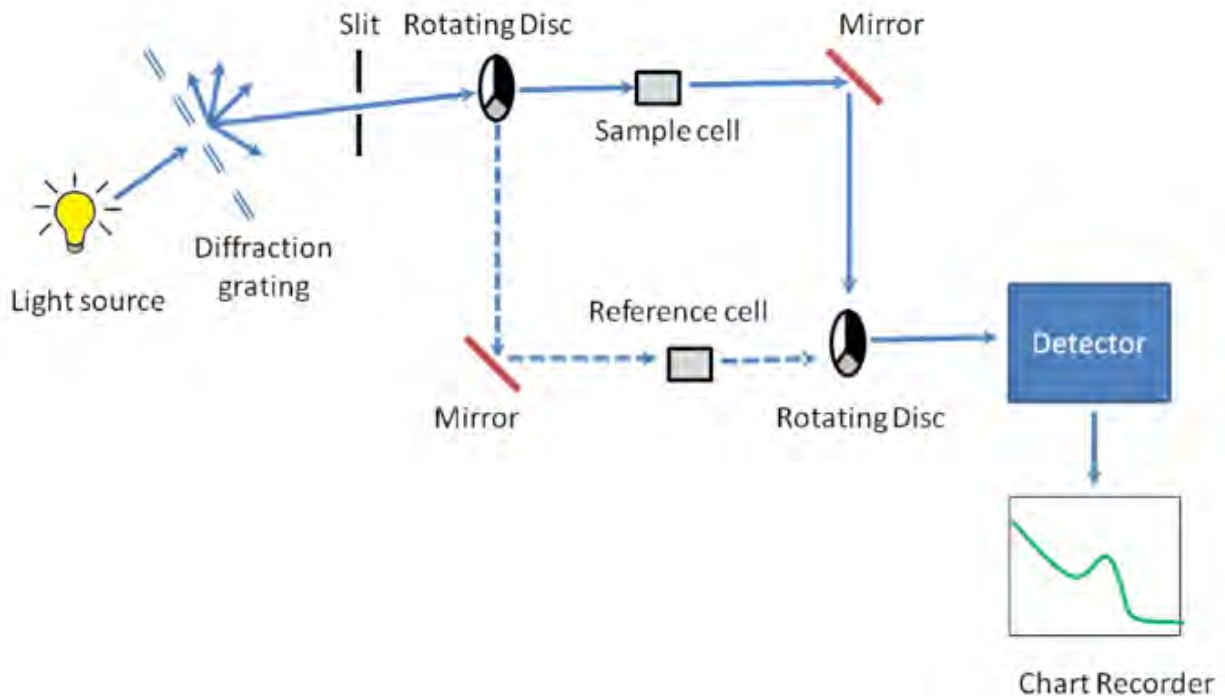 Slit
Rotating Disc
Mirror
Sample cell
Diffraction
grating
Light source
Reference cell
Detector
Mirror
Rotating Disc
Chart Recorder